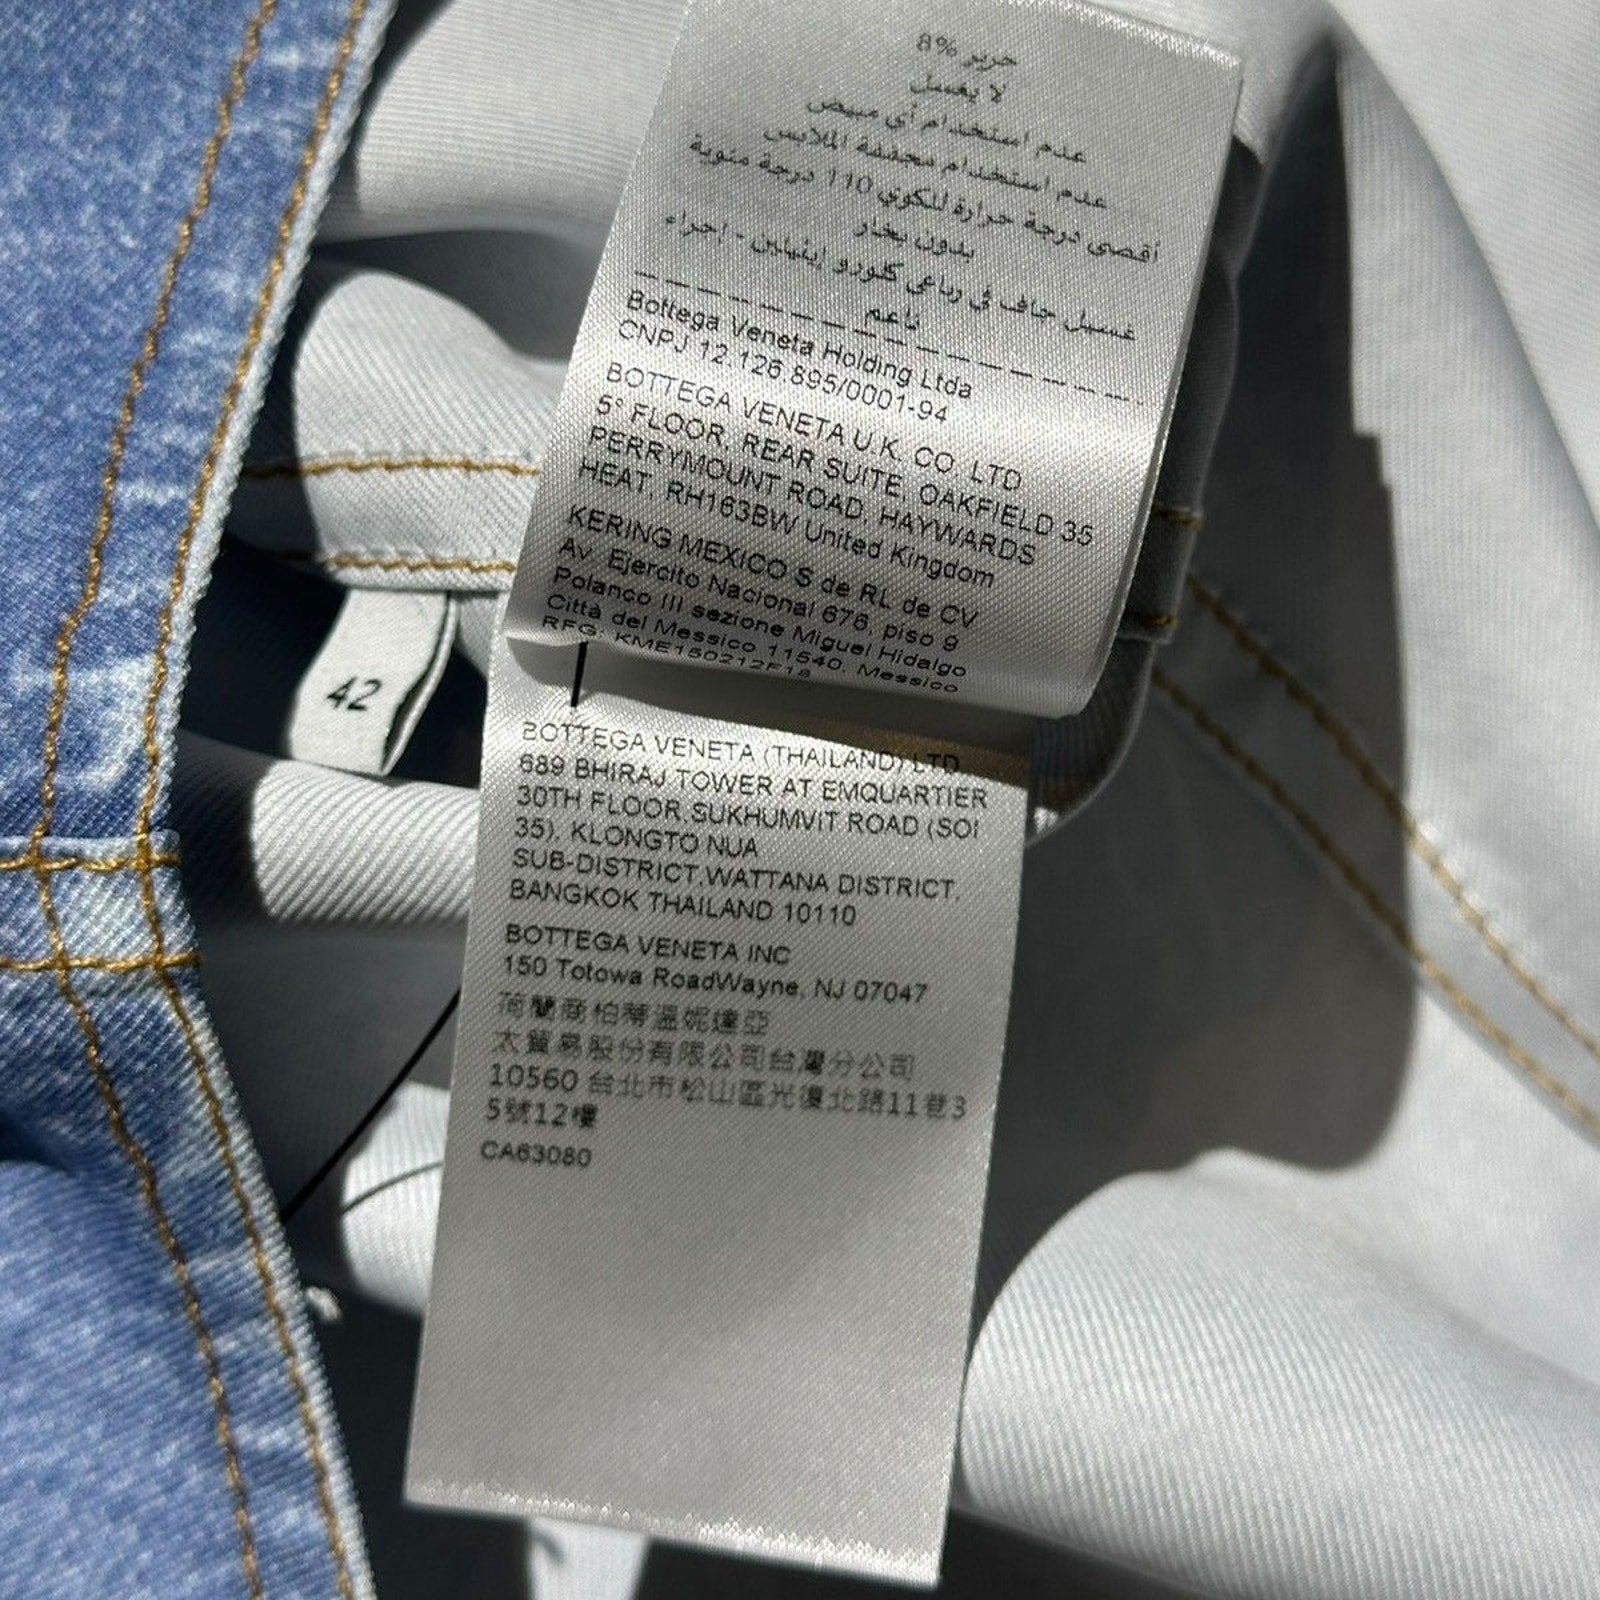 حرير 8%
لا يغسل
عدم استخدام أي مبيض
عدم استخدام مجففة الملابس
أقصى درجة حرارة للكوي 110 درجة مئوية
بدون بخار
غسيل جاف في رباعي كلورو إيثيلين - إجراء
ناعم
Bottega Veneta Holding Ltda
CNPJ 12.126.895/0001-94
BOTTEGA VENETA U.K. CO. LTD
5° FLOOR, REAR SUITE, OAKFIELD 35
PERRYMOUNT ROAD, HAYWARDS
HEAT, RH163BW United Kingdom
KERING MEXICO S de RL de CV
Av. Ejercito Nacional 676, piso 9
Polanco III sezione Miguel Hidalgo
Città del Messico 11540, Messico
RFG: KME150212F18
42
BOTTEGA VENETA (THAILAND) LTD
689 BHIRAJ TOWER AT EMQUARTIER
30TH FLOOR,SUKHUMVIT ROAD (SOI
35), KLONGTO NUA
SUB-DISTRICT,WATTANA DISTRICT,
BANGKOK THAILAND 10110
BOTTEGA VENETA INC
150 Totowa RoadWayne, NJ 07047
荷蘭商柏蒂溫妮達亞
太貿易股份有限公司台灣分公司
10560 台北市松山區光復北路11巷3
5號12樓
CA63080